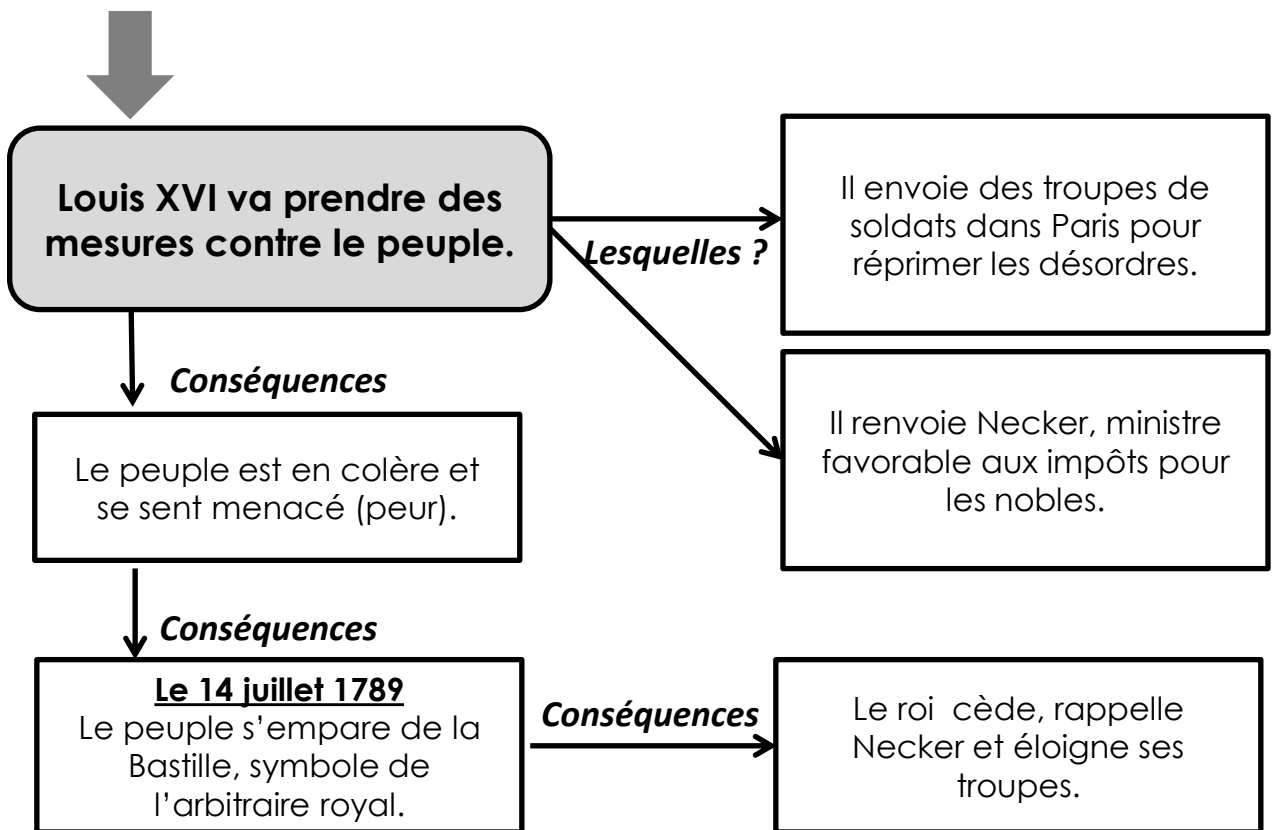 Louis XVI va prendre des
mesures contre le peuple.
Lesquelles ?
Il envoie des troupes de
soldats dans Paris pour
réprimer les désordres.
Il renvoie Necker, ministre
favorable aux impôts pour
les nobles.
Conséquences
Le peuple est en colère et
se sent menacé (peur).
Conséquences
Le 14 juillet 1789
Le peuple s’empare de la
Bastille, symbole de
l’arbitraire royal.
Conséquences
Le roi cède, rappelle
Necker et éloigne ses
troupes.